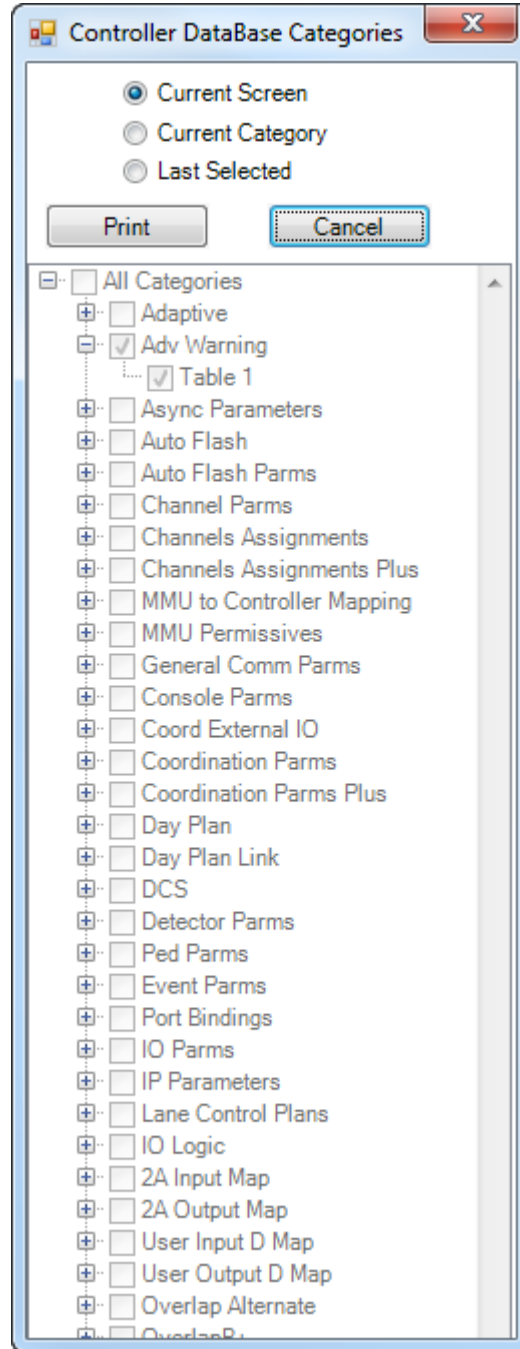 Controller DataBase Categories
Current Screen
Current Category
Last Selected
Print Cancel
All Categories
Adaptive
Adv Warning
Table 1
Async Parameters
Auto Flash
Auto Flash Parms
Channel Parms
Channels Assignments
Channels Assignments Plus
MMU to Controller Mapping
MMU Permissives
General Comm Parms
Console Parms
Coord External IO
Coordination Parms
Coordination Parms Plus
Day Plan
Day Plan Link
DCS
Detector Parms
Ped Parms
Event Parms
Port Bindings
IO Parms
IP Parameters
Lane Control Plans
IO Logic
2A Input Map
2A Output Map
User Input D Map
User Output D Map
Overlap Alternate